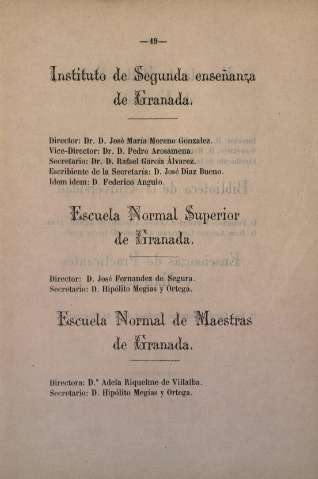 —49—
Instituto de Segunda enseñanza
de Granada.
Director: Dr. D. José María Moreno Gonzalez.
Vice-Director: Dr. D. Pedro Arosamena.
Secretario: Dr. D. Rafael García Álvarez.
Escribiente de la Secretaría: D. José Diaz Bueno.
Idem idem: D. Federico Angulo.
Escuela Normal Superior
de Granada.
Director: D. José Fernandez de Segura.
Secretario: D. Hipólito Megías y Ortega.
Escuela Normal de Maestras
de Granada.
Directora: D.ª Adela Riquelme de Villalba.
Secretario: D. Hipólito Megías y Ortega.